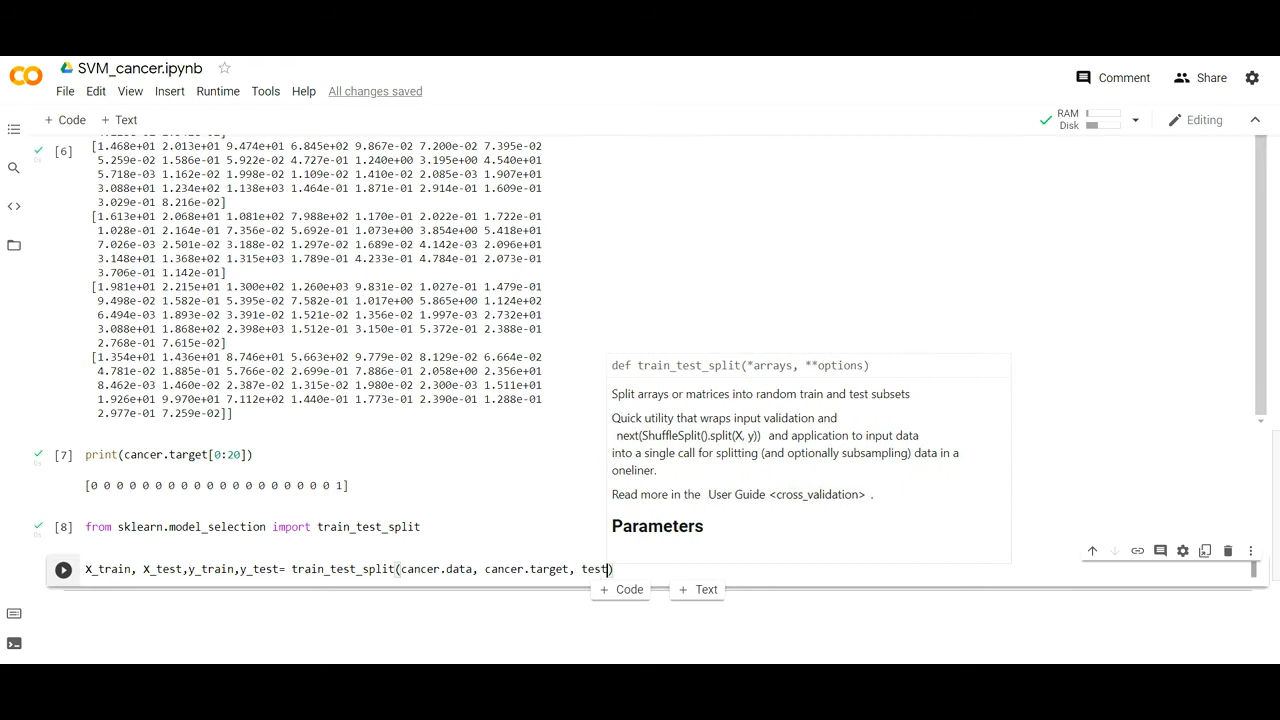 SVM_cancer.ipynb
File Edit View Insert Runtime Tools Help All changes saved
Comment Share
+ Code + Text
RAM
Disk
Editing
[6]
[1.468e+01 2.013e+01 9.474e+01 6.845e+02 9.867e-02 7.200e-02 7.395e-02
5.259e-02 1.586e-01 5.922e-02 4.727e-01 1.240e+00 3.195e+00 4.540e+01
5.718e-03 1.162e-02 1.998e-02 1.109e-02 1.410e-02 2.085e-03 1.907e+01
3.088e+01 1.234e+02 1.138e+03 1.464e-01 1.871e-01 2.914e-01 1.609e-01
3.029e-01 8.216e-02]
[1.613e+01 2.068e+01 1.081e+02 7.988e+02 1.170e-01 2.022e-01 1.722e-01
1.028e-01 2.164e-01 7.356e-02 5.692e-01 1.073e+00 3.854e+00 5.418e+01
7.026e-03 2.501e-02 3.188e-02 1.297e-02 1.689e-02 4.142e-03 2.096e+01
3.148e+01 1.368e+02 1.315e+03 1.789e-01 4.233e-01 4.784e-01 2.073e-01
3.706e-01 1.142e-01]
[1.981e+01 2.215e+01 1.300e+02 1.260e+03 9.831e-02 1.027e-01 1.479e-01
9.498e-02 1.582e-01 5.395e-02 7.582e-01 1.017e+00 5.865e+00 1.124e+02
6.494e-03 1.893e-02 3.391e-02 1.521e-02 1.356e-02 1.997e-03 2.732e+01
3.088e+01 1.868e+02 2.398e+03 1.512e-01 3.150e-01 5.372e-01 2.388e-01
2.768e-01 7.615e-02]
[1.354e+01 1.436e+01 8.746e+01 5.663e+02 9.779e-02 8.129e-02 6.664e-02
4.781e-02 1.885e-01 5.766e-02 2.699e-01 7.886e-01 2.058e+00 2.356e+01
8.462e-03 1.460e-02 2.387e-02 1.315e-02 1.980e-02 2.300e-03 1.511e+01
1.926e+01 9.970e+01 7.112e+02 1.440e-01 1.773e-01 2.390e-01 1.288e-01
2.977e-01 7.259e-02]]
def train_test_split(*arrays, **options)
Split arrays or matrices into random train and test subsets
Quick utility that wraps input validation and
next(ShuffleSplit().split(X, y)) and application to input data
into a single call for splitting (and optionally subsampling) data in a
oneliner.
Read more in the User Guide <cross_validation> .
Parameters
[7] print(cancer.target[0:20])
[0 0 0 0 0 0 0 0 0 0 0 0 0 0 0 0 0 0 0 1]
[8] from sklearn.model_selection import train_test_split
X_train, X_test,y_train,y_test= train_test_split(cancer.data, cancer.target, test)
+ Code + Text